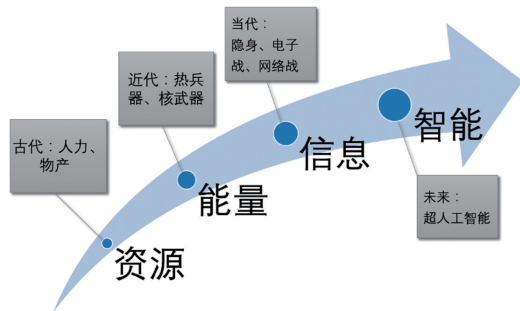 古代：人力、
物产
资源
近代：热兵
器、核武器
能量
当代：
隐身、电子
战、网络战
信息
智能
未来：
超人工智能